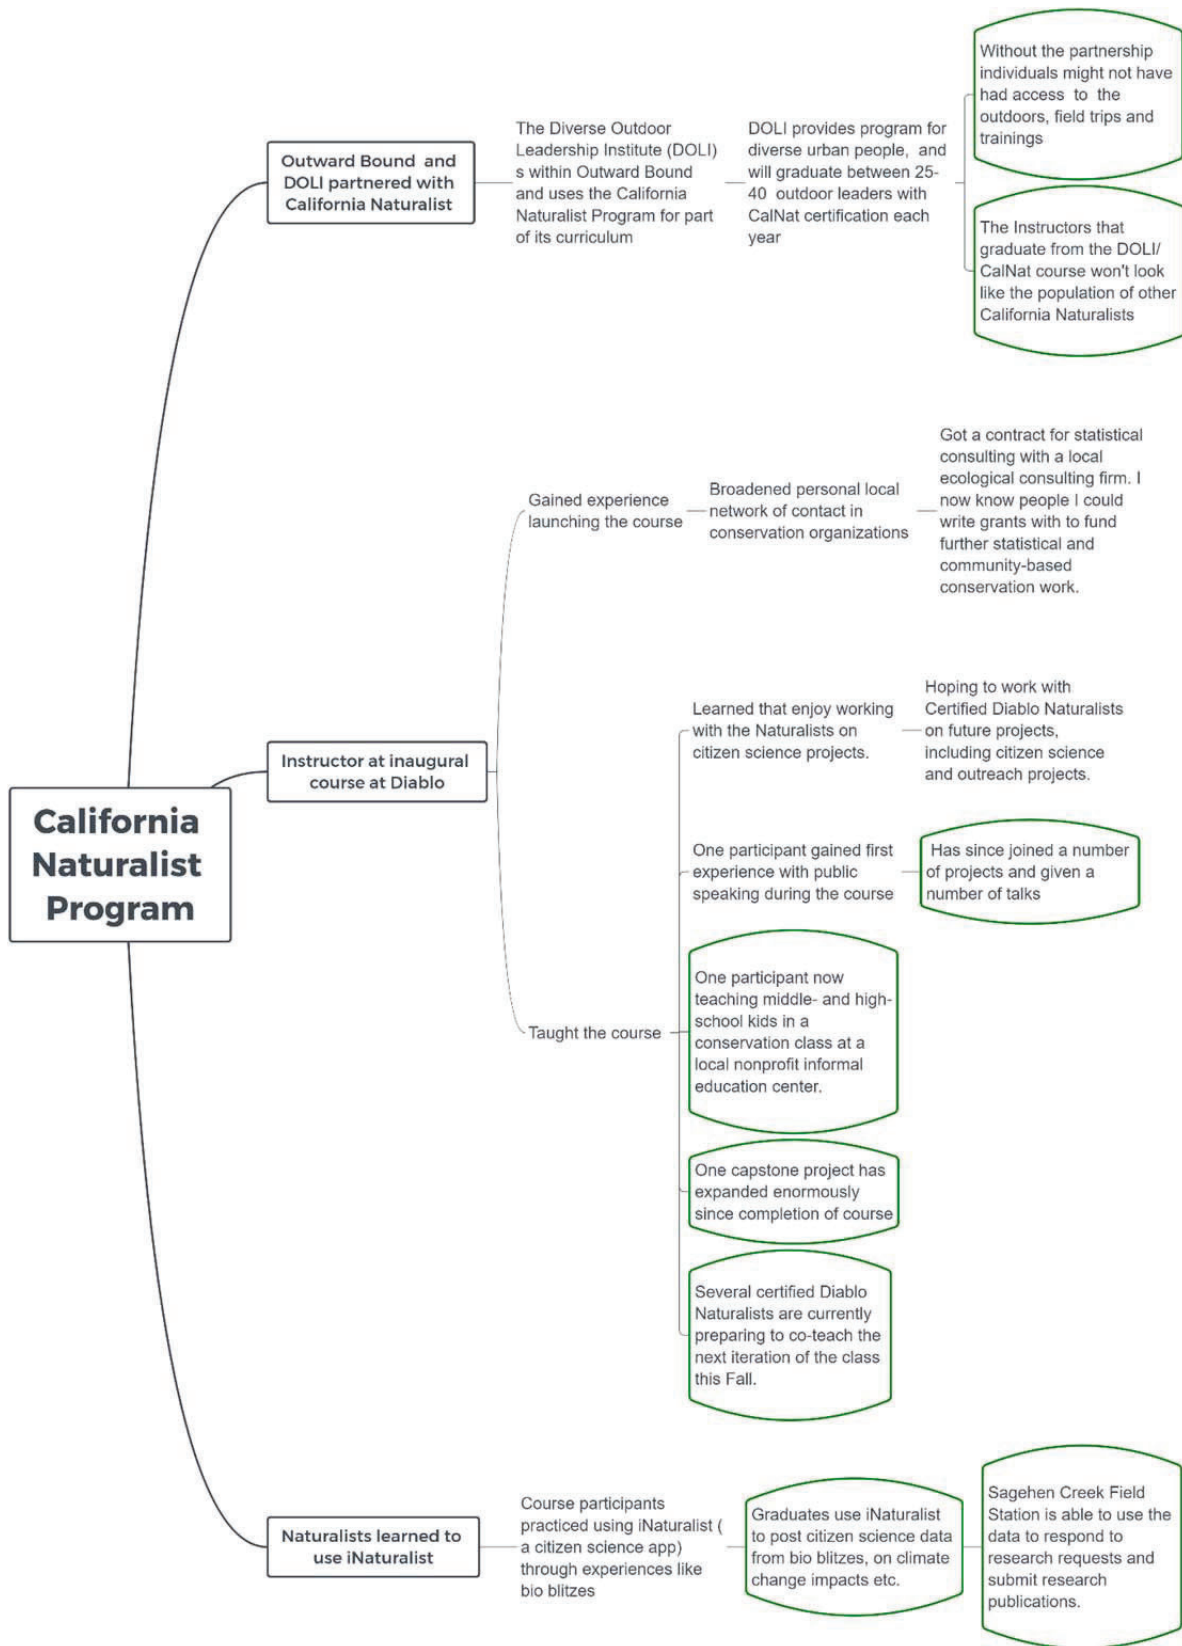 California
Naturalist
Program
Outward Bound and
DOLI partnered with
California Naturalist
The Diverse Outdoor
Leadership Institute (DOLI)
s within Outward Bound
and uses the California
Naturalist Program for part
of its curriculum
DOLI provides program for
diverse urban people, and
will graduate between 25-
40 outdoor leaders with
CalNat certification each
year
Without the partnership
individuals might not have
had access to the
outdoors, field trips and
trainings
The Instructors that
graduate from the DOLI/
CalNat course won't look
like the population of other
California Naturalists
Instructor at inaugural
course at Diablo
Gained experience
launching the course
Broadened personal local
network of contact in
conservation organizations
Got a contract for statistical
consulting with a local
ecological consulting firm. I
now know people I could
write grants with to fund
further statistical and
community-based
conservation work.
Taught the course
Learned that enjoy working
with the Naturalists on
citizen science projects.
Hoping to work with
Certified Diablo Naturalists
on future projects,
including citizen science
and outreach projects.
One participant gained first
experience with public
speaking during the course
Has since joined a number
of projects and given a
number of talks
One participant now
teaching middle- and high-
school kids in a
conservation class at a
local nonprofit informal
education center.
One capstone project has
expanded enormously
since completion of course
Several certified Diablo
Naturalists are currently
preparing to co-teach the
next iteration of the class
this Fall.
Naturalists learned to
use iNaturalist
Course participants
practiced using iNaturalist (
a citizen science app)
through experiences like
bio blitzes
Graduates use iNaturalist
to post citizen science data
from bio blitzes, on climate
change impacts etc.
Sagehen Creek Field
Station is able to use the
data to respond to
research requests and
submit research
publications.